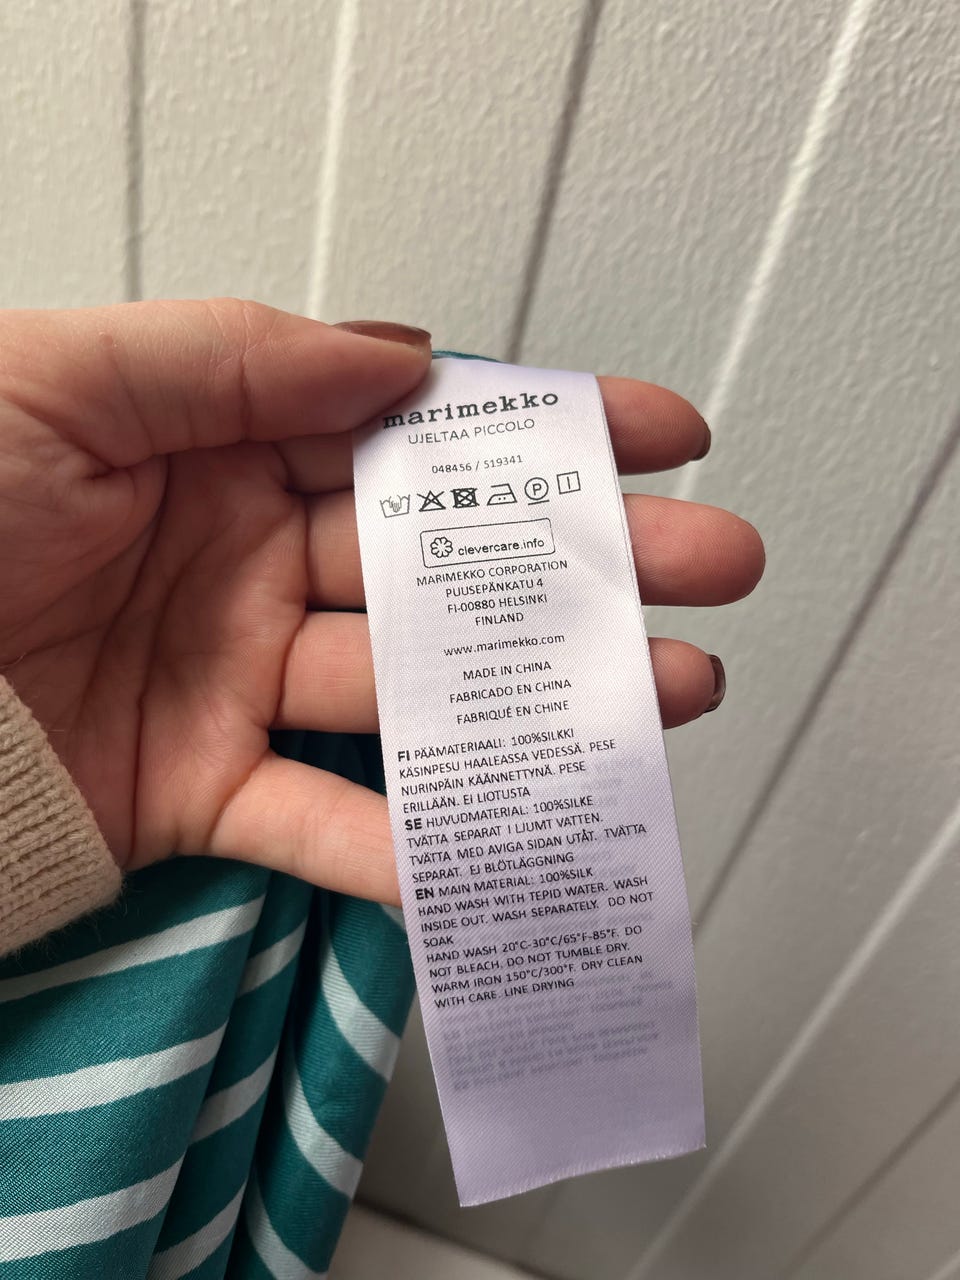 marimekko
UJELTAA PICCOLO
048456 / 519341
P
clevercare.info
MARIMEKKO CORPORATION
PUUSEPÄNKATU 4
FI-00880 HELSINKI
FINLAND
www.marimekko.com
MADE IN CHINA
FABRICADO EN CHINA
FABRIQUÉ EN CHINE
FI PÄÄMATERIAALI: 100%SILKKI
KÄSINPESU HAALEASSA VEDESSÄ. PESE
NURINPÄIN KÄÄNNETTYNÄ. PESE
ERILLÄÄN. EI LIOTUSTA
SE HUVUDMATERIAL: 100%SILKE
TVÄTTA SEPARAT I LJUMT VATTEN.
TVÄTTA MED AVIGA SIDAN UTÅT. TVÄTTA
SEPARAT. EJ BLÖTLÄGGNING
EN MAIN MATERIAL: 100%SILK
HAND WASH WITH TEPID WATER. WASH
INSIDE OUT. WASH SEPARATELY. DO NOT
SOAK
HAND WASH 20°C-30°C/65°F-85°F. DO
NOT BLEACH. DO NOT TUMBLE DRY.
WARM IRON 150°C/300°F. DRY CLEAN
WITH CARE. LINE DRYING